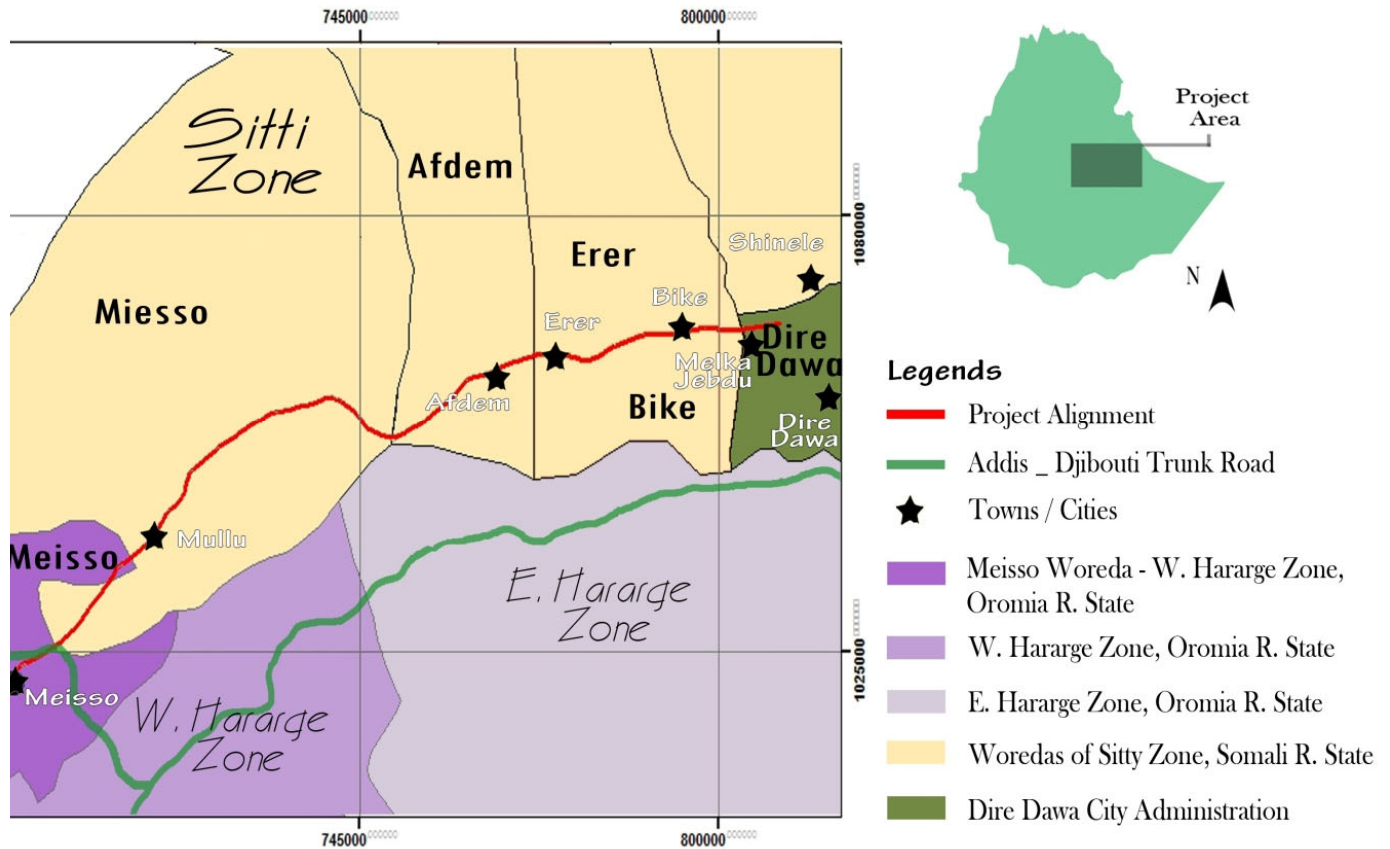 745000
800000
Sitti
Zone
Afdem
Miesso
Erer
Shinele
Bike
Erer
Melka
Jebdu
Dire
Dawa
Afdem
Bike
Dire
Dawa
Mullu
Meisso
E. Hararge
Zone
Meisso
W. Hararge
Zone
1080000
1025000
745000
800000
Project
Area
N
Legends
Project Alignment
Addis _ Djibouti Trunk Road
Towns / Cities
Meisso Woreda - W. Hararge Zone,
Oromia R. State
W. Hararge Zone, Oromia R. State
E. Hararge Zone, Oromia R. State
Woredas of Sitty Zone, Somali R. State
Dire Dawa City Administration